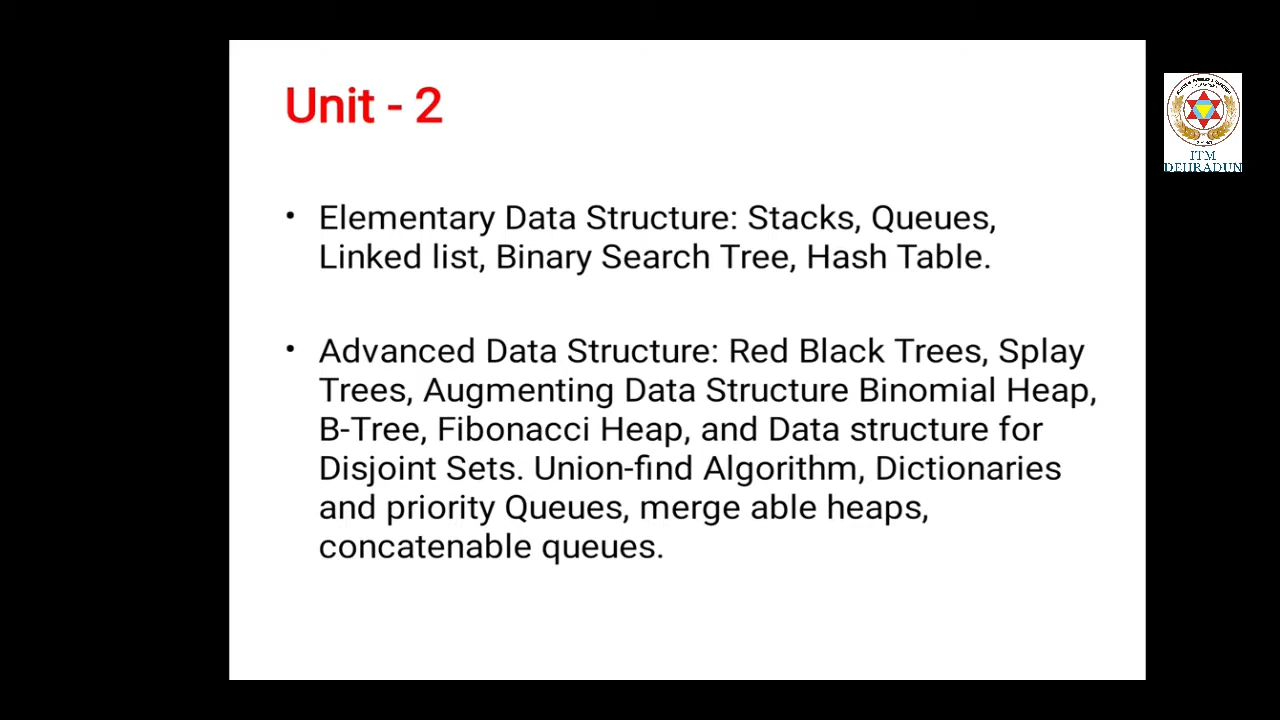 Unit - 2
• Elementary Data Structure: Stacks, Queues,
Linked list, Binary Search Tree, Hash Table.
• Advanced Data Structure: Red Black Trees, Splay
Trees, Augmenting Data Structure Binomial Heap,
B-Tree, Fibonacci Heap, and Data structure for
Disjoint Sets. Union-find Algorithm, Dictionaries
and priority Queues, merge able heaps,
concatenable queues.
ITM
DEHRADUN